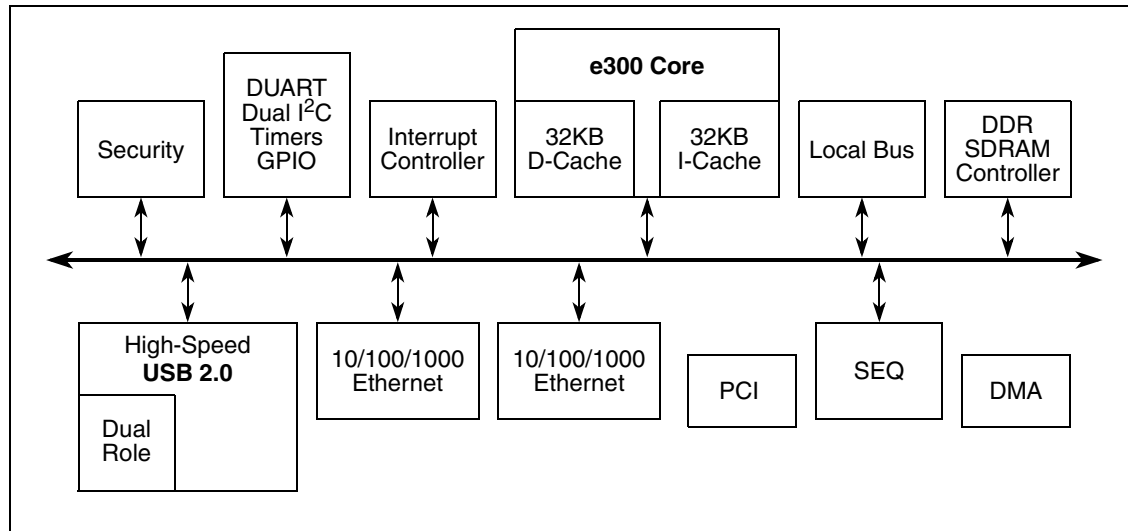 Security
DUART
Dual I²C
Timers
GPIO
Interrupt
Controller
e300 Core
32KB
D-Cache
32KB
I-Cache
Local Bus
DDR
SDRAM
Controller
High-Speed
USB 2.0
Dual
Role
10/100/1000
Ethernet
10/100/1000
Ethernet
PCI
SEQ
DMA